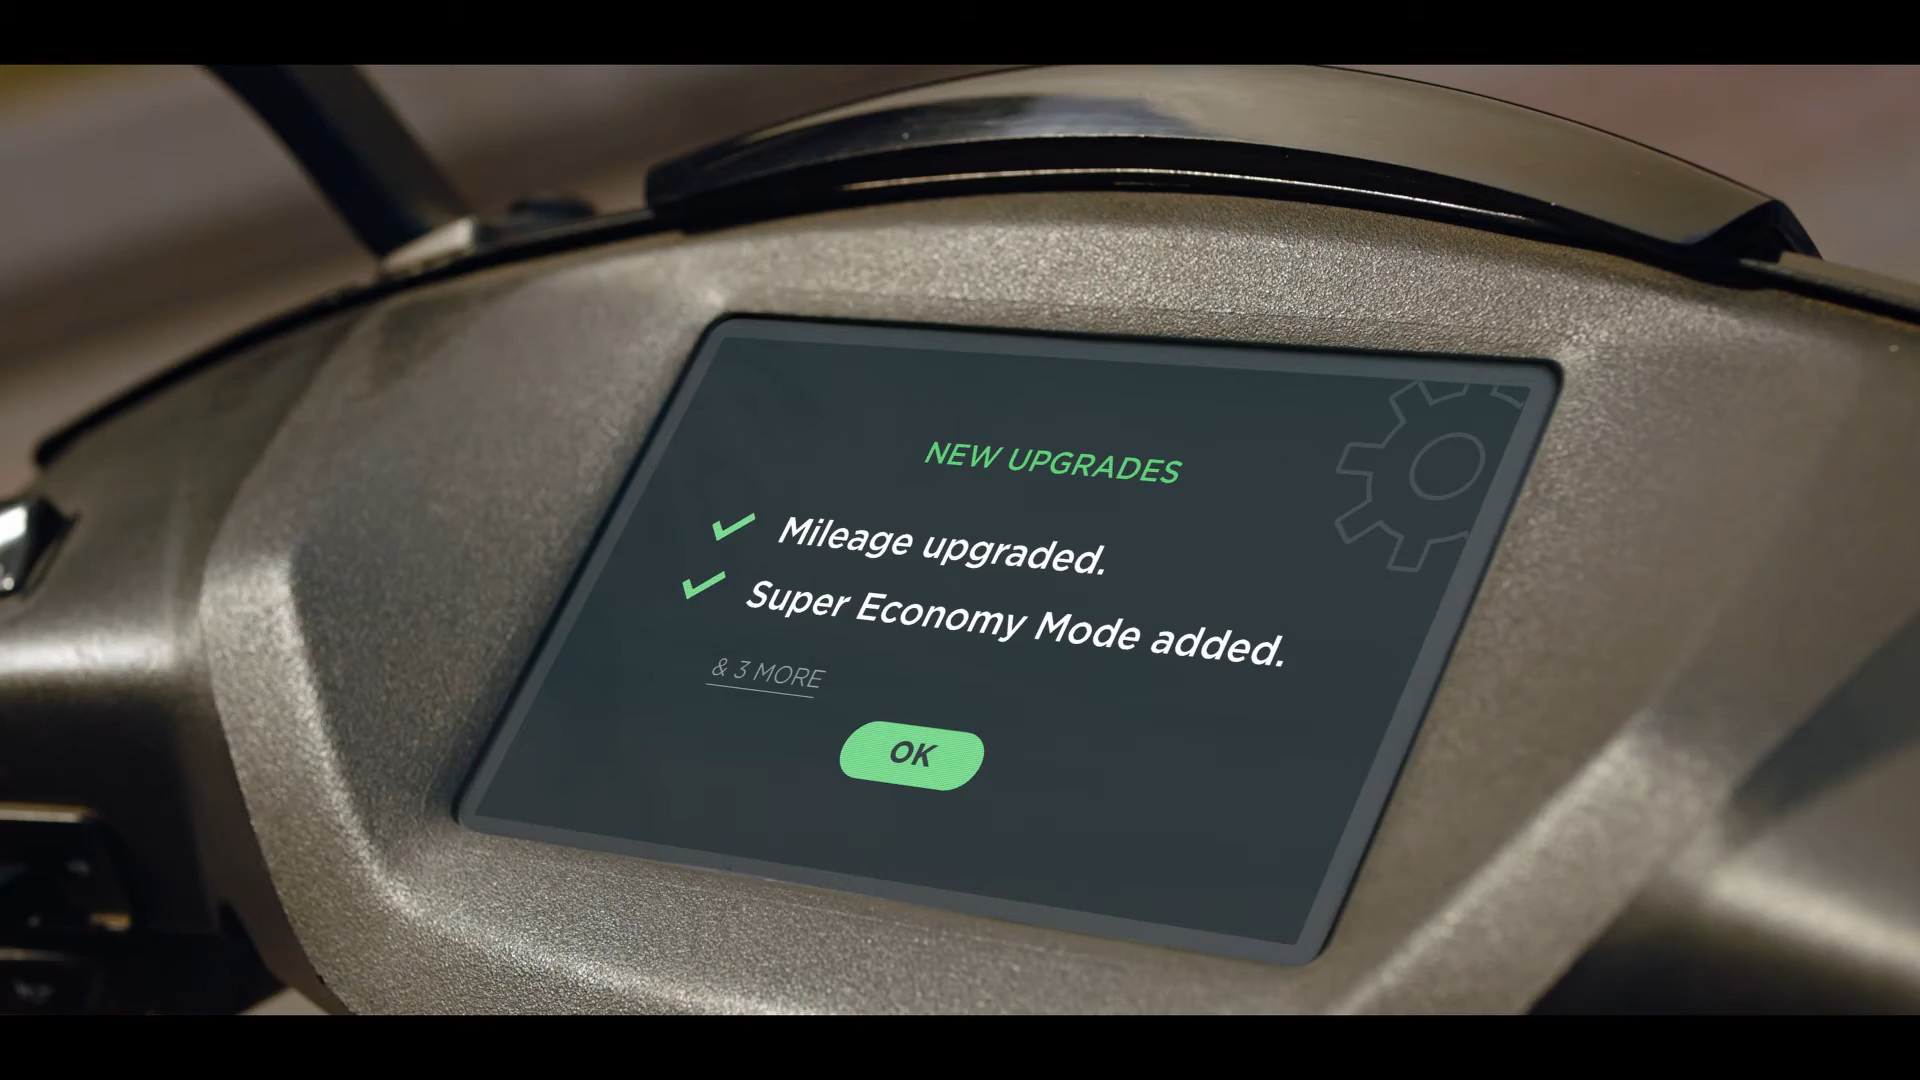 NEW UPGRADES
Mileage upgraded.
Super Economy Mode added.
& 3 MORE
OK